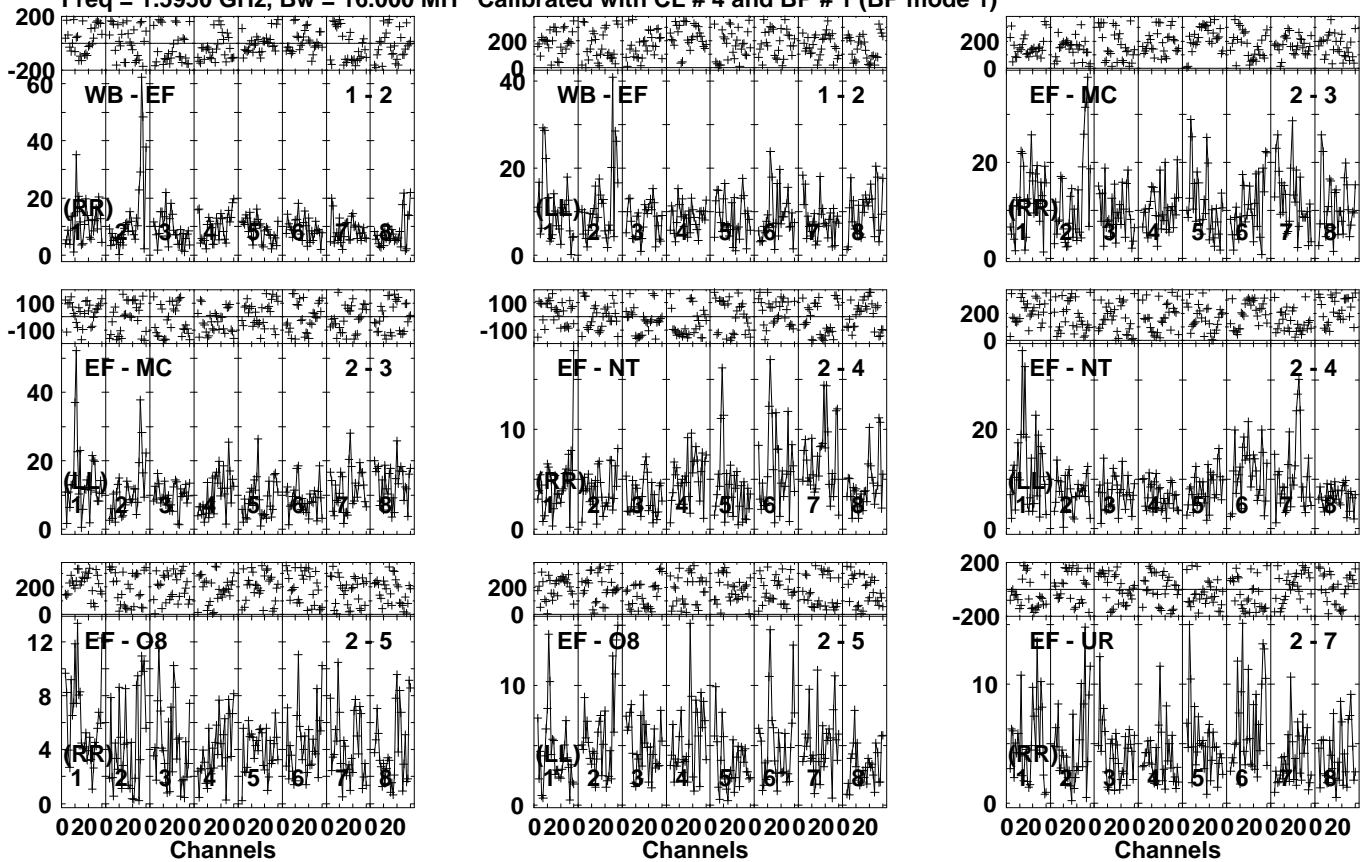 Freq = 1.5950 GHz, Bw = 16.000 MH Calibrated with CL # 4 and BP # 1 (BP mode 1)
200
-200
60
40
20
0
WB - EF 1 - 2
(RR)
1 2 3 4 5 6 7 8
200
0
40
20
0
WB - EF 1 - 2
(LL)
1 2 3 4 5 6 7 8
200
0
20
0
EF - MC 2 - 3
(RR)
1 2 3 4 5 6 7 8
100
-100
40
20
0
EF - MC 2 - 3
(LL)
1 2 3 4 5 6 7 8
100
-100
10
0
EF - NT 2 - 4
(RR)
1 2 3 4 5 6 7 8
200
0
20
0
EF - NT 2 - 4
(LL)
1 2 3 4 5 6 7 8
200
0
12
8
4
0
EF - O8 2 - 5
(RR)
1 2 3 4 5 6 7 8
0 20 0 20 0 20 0 20 0 20 0 20 0 20 0 20
Channels
200
0
10
0
EF - O8 2 - 5
(LL)
1 2 3 4 5 6 7 8
0 20 0 20 0 20 0 20 0 20 0 20 0 20 0 20
Channels
200
-200
10
0
EF - UR 2 - 7
(RR)
1 2 3 4 5 6 7 8
0 20 0 20 0 20 0 20 0 20 0 20 0 20 0 20
Channels